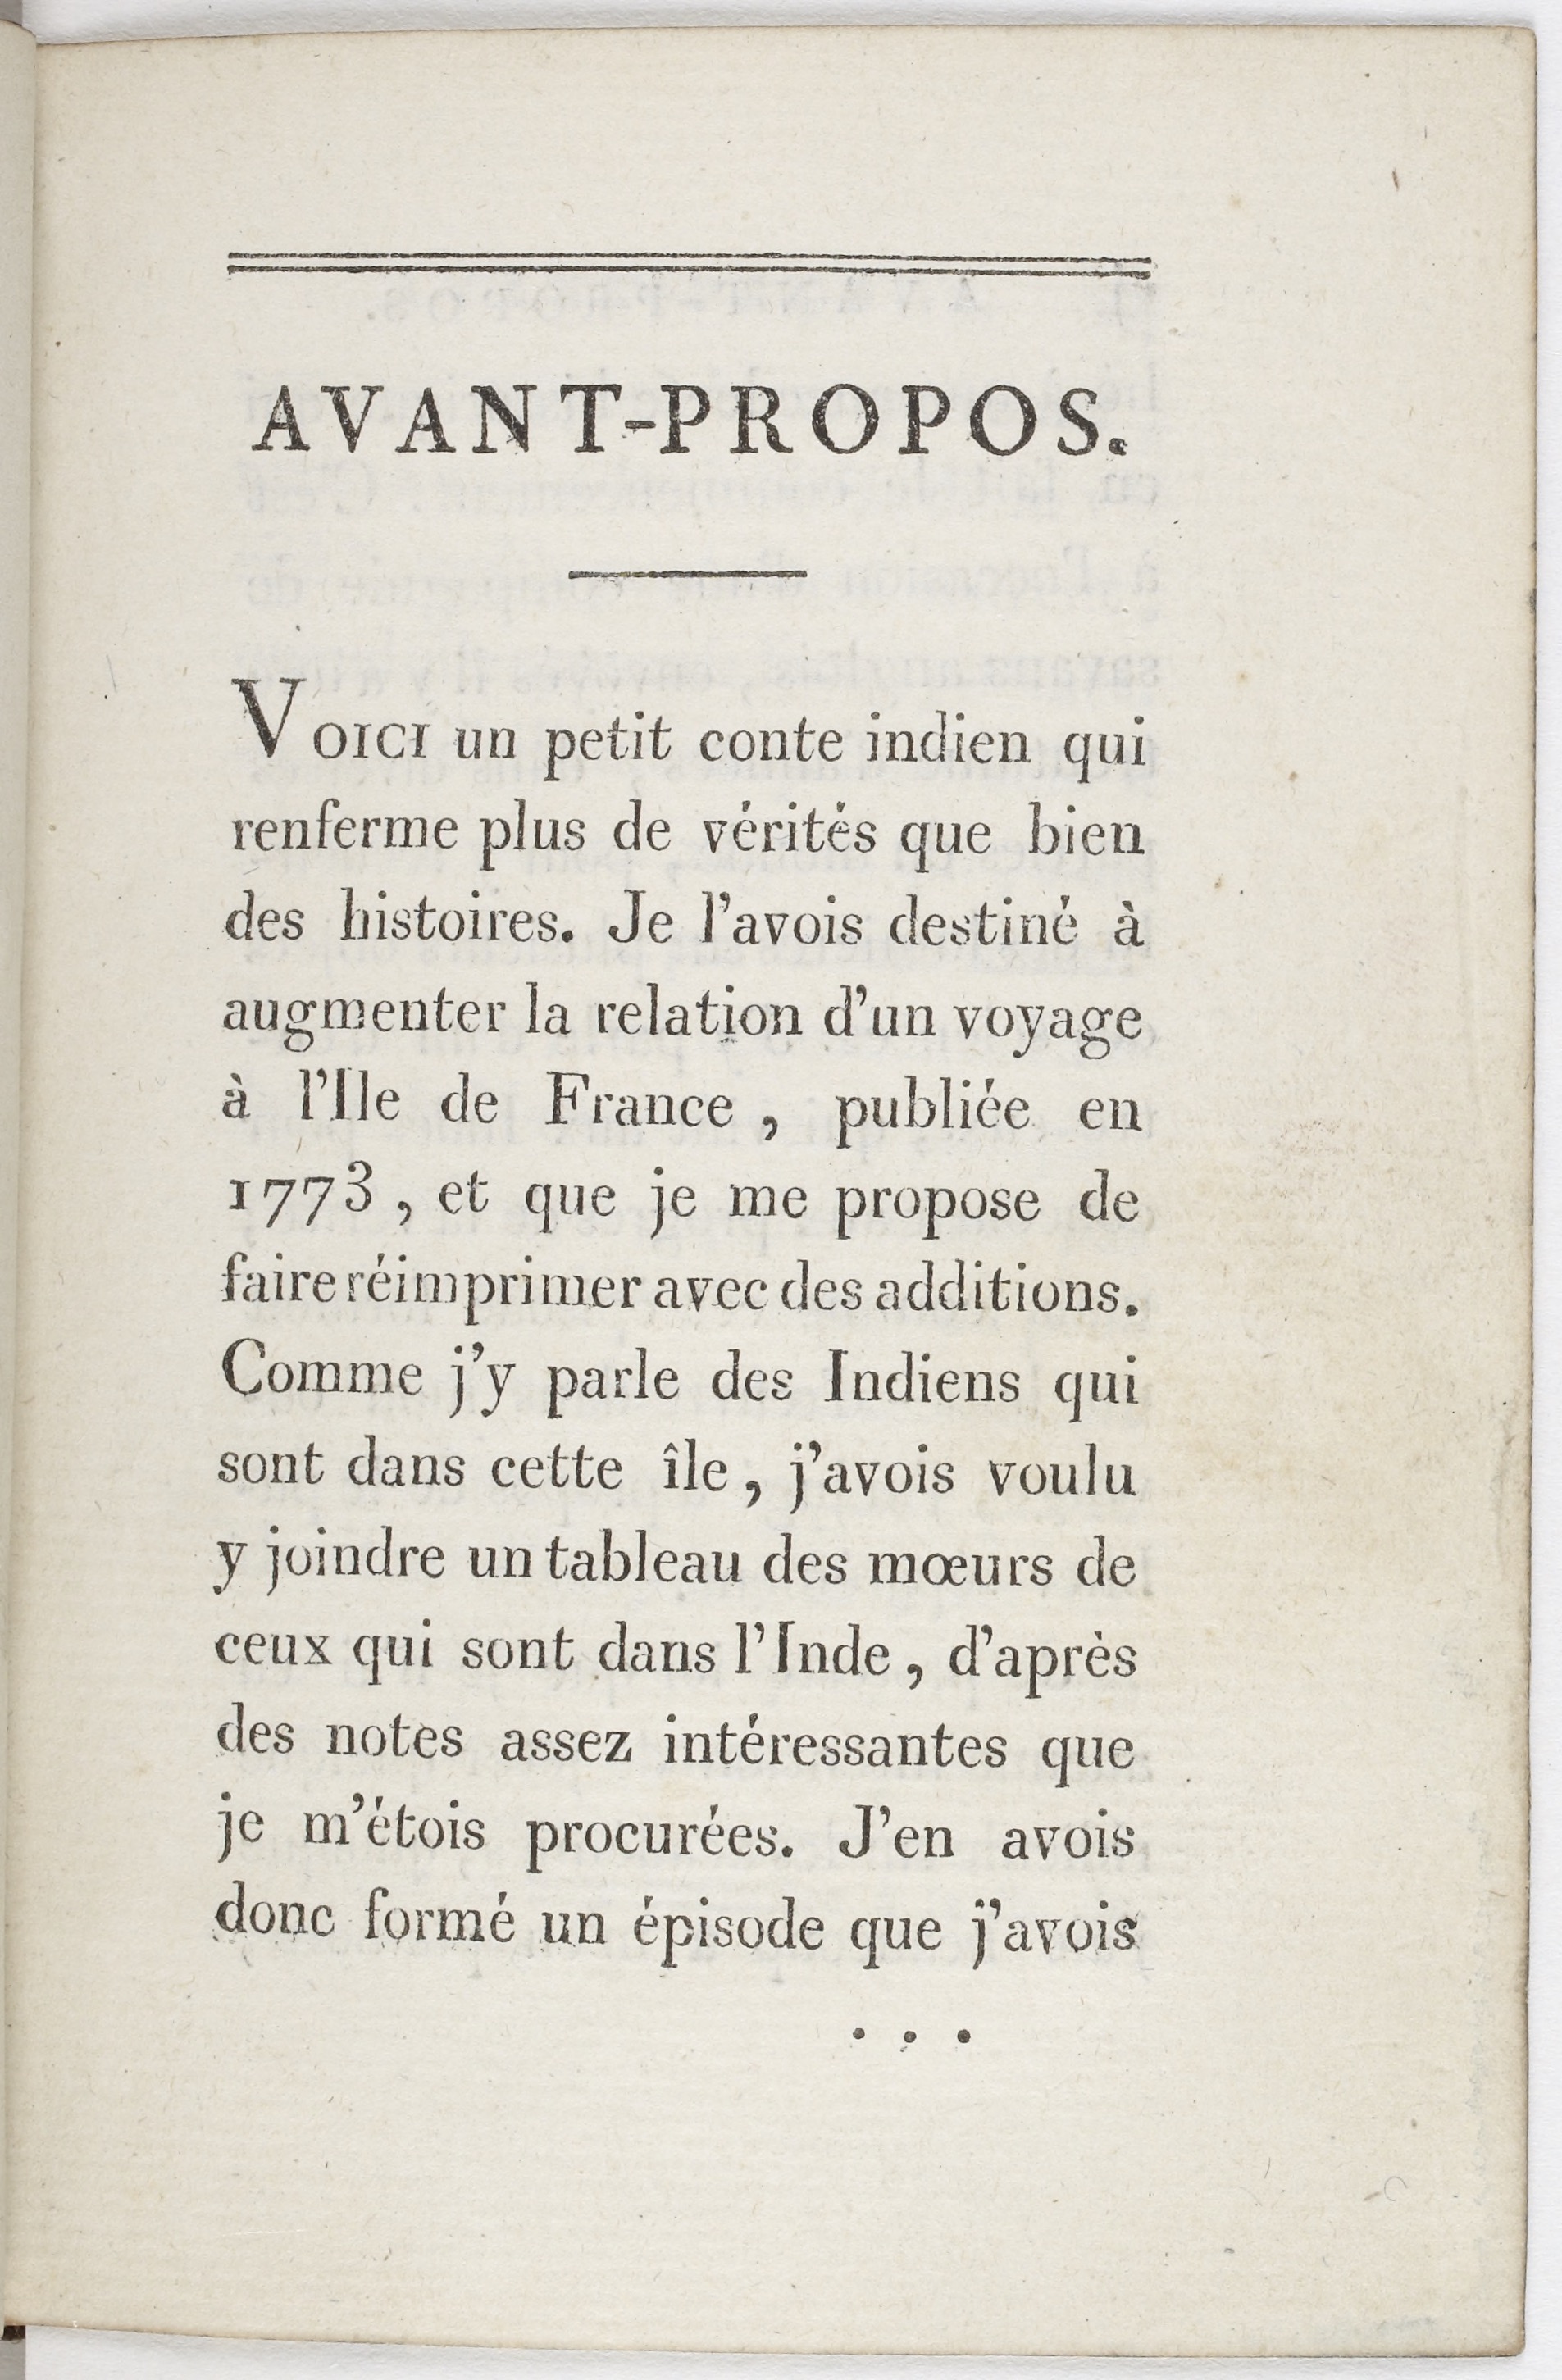 AVANT-PROPOS.
VOICI un petit conte indien qui
renferme plus de vérités que bien
des histoires. Je l'avois destiné à
augmenter la relation d'un voyage
à l'Ile de France, publiée en
1773, et que je me propose de
faire réimprimer avec des additions.
Comme j'y parle des Indiens qui
sont dans cette île, j'avois voulu
y joindre un tableau des mœurs de
ceux qui sont dans l'Inde, d'après
des notes assez intéressantes que
je m'étois procurées. J'en avois
donc formé un épisode que j'avois
. . .